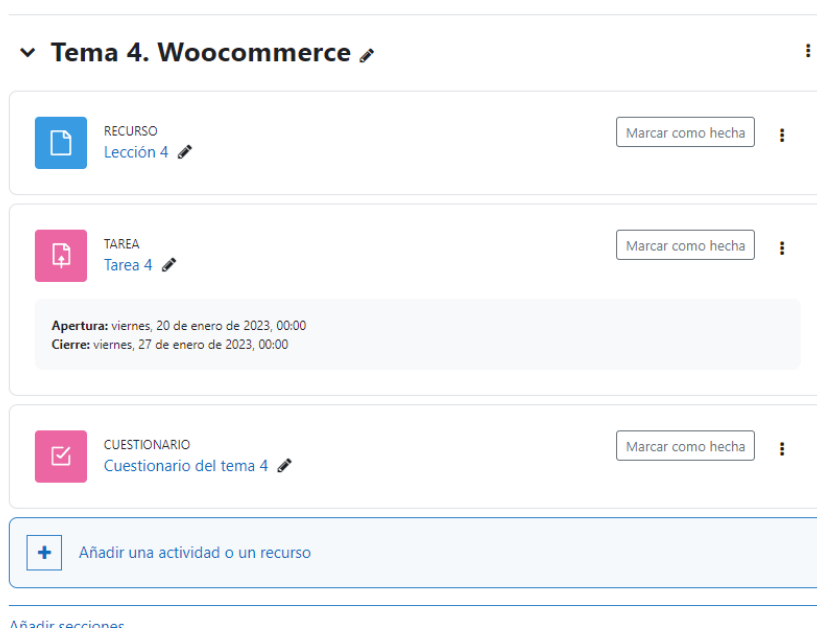 Tema 4. Woocommerce
RECURSO
Lección 4
Marcar como hecha
TAREA
Tarea 4
Marcar como hecha
Apertura: viernes, 20 de enero de 2023, 00:00
Cierre: viernes, 27 de enero de 2023, 00:00
CUESTIONARIO
Cuestionario del tema 4
Marcar como hecha
Añadir una actividad o un recurso
Añadir secciones